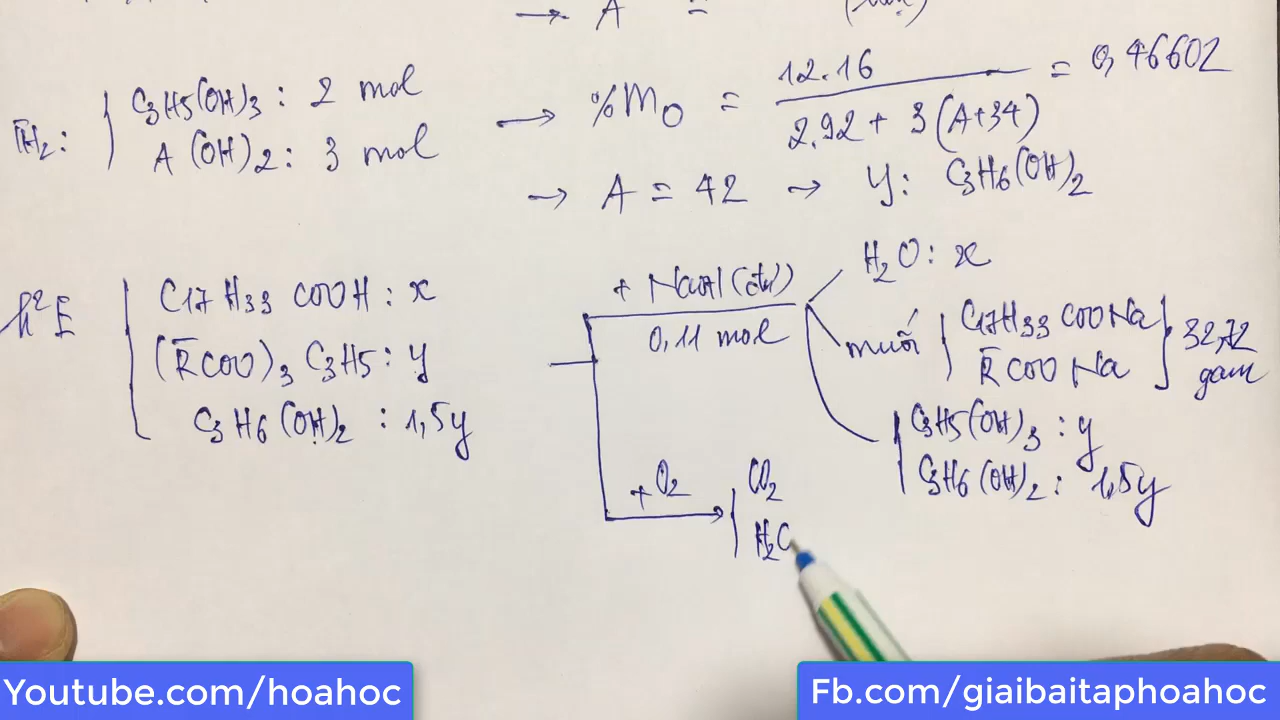 → A =
TH2: C3H5(OH)3 : 2 mol
A(OH)2 : 3 mol
→ %mO = 12.16 / 2.92 + 3(A+34) = 0,46602
→ A = 42 → Y: C3H6(OH)2
h² E
C17H33COOH : x
(R̄COO)3C3H5 : y
C3H6(OH)2 : 1,5y
+ NaOH (đủ)
0,11 mol
H2O : x
muối
C17H33COONa
R̄COONa
32,72 gam
C3H5(OH)3 : y
C3H6(OH)2 : 1,5y
+ O2
CO2
H2O
Youtube.com/hoahoc
Fb.com/giaibaitaphoahoc